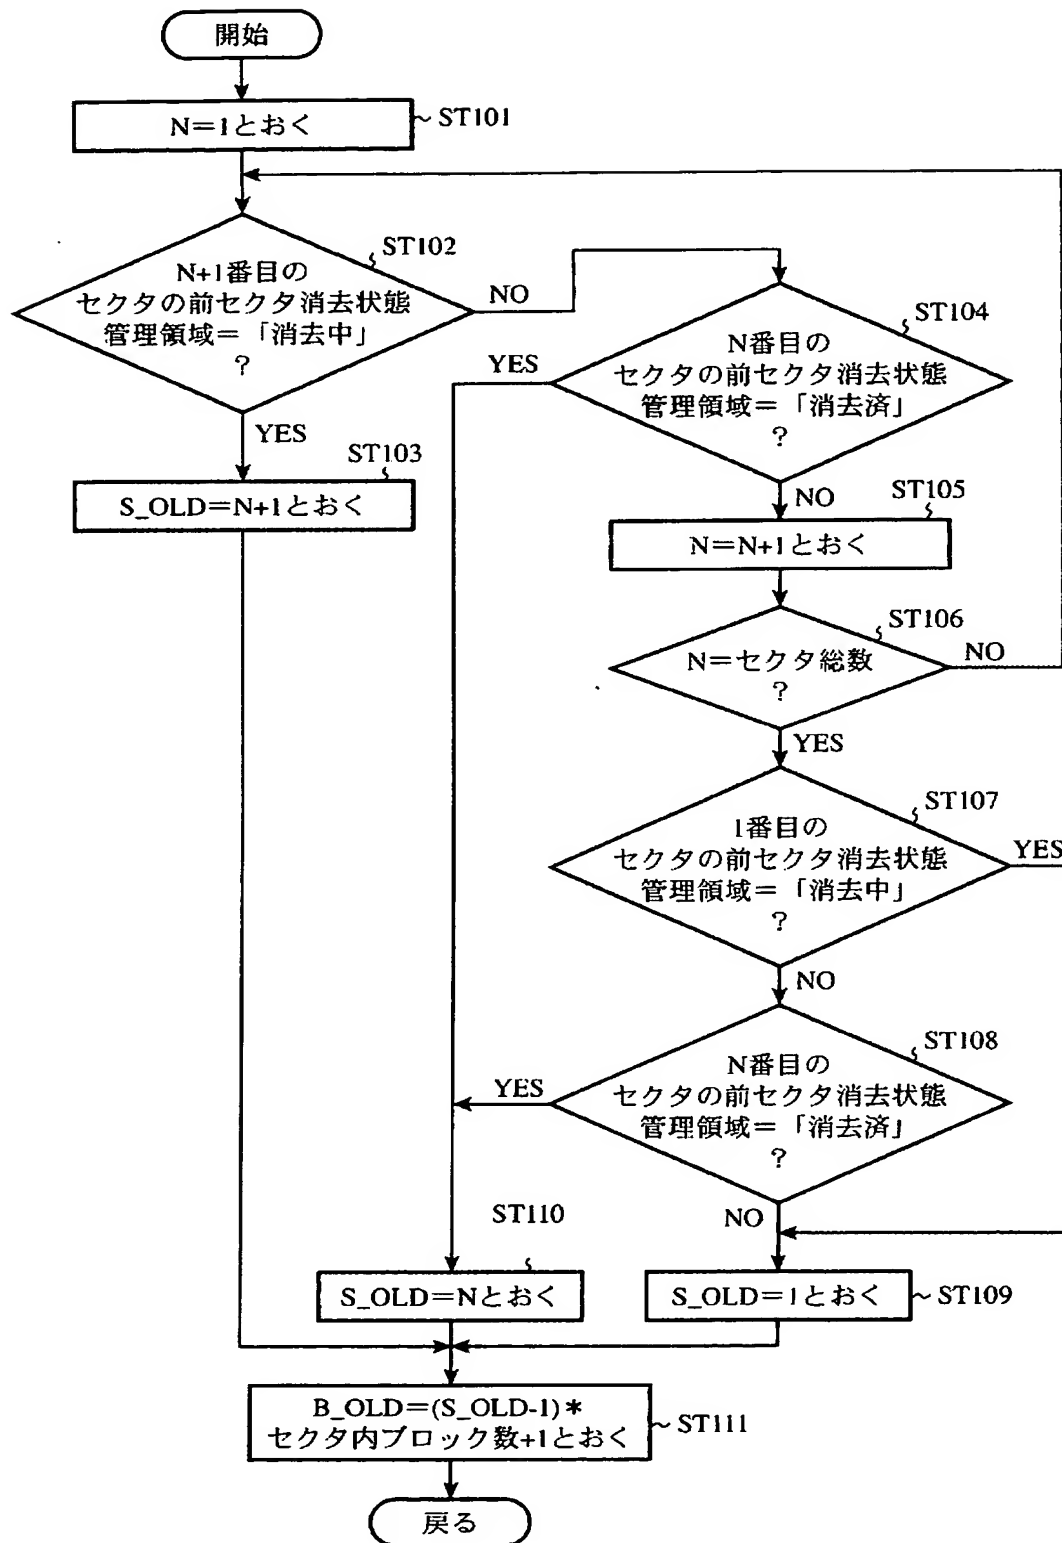 開始
N=1とおく
ST101
ST102
N+1番目の
セクタの前セクタ消去状態
管理領域=「消去中」
?
NO
YES
ST103
S_OLD=N+1とおく
ST104
N番目の
セクタの前セクタ消去状態
管理領域=「消去済」
?
YES
NO
ST105
N=N+1とおく
ST106
N=セクタ総数
?
NO
YES
ST107
1番目の
セクタの前セクタ消去状態
管理領域=「消去中」
?
YES
NO
ST108
N番目の
セクタの前セクタ消去状態
管理領域=「消去済」
?
YES
NO
ST110
S_OLD=Nとおく
S_OLD=1とおく
ST109
B_OLD=(S_OLD-1)*
セクタ内ブロック数+1とおく
ST111
戻る